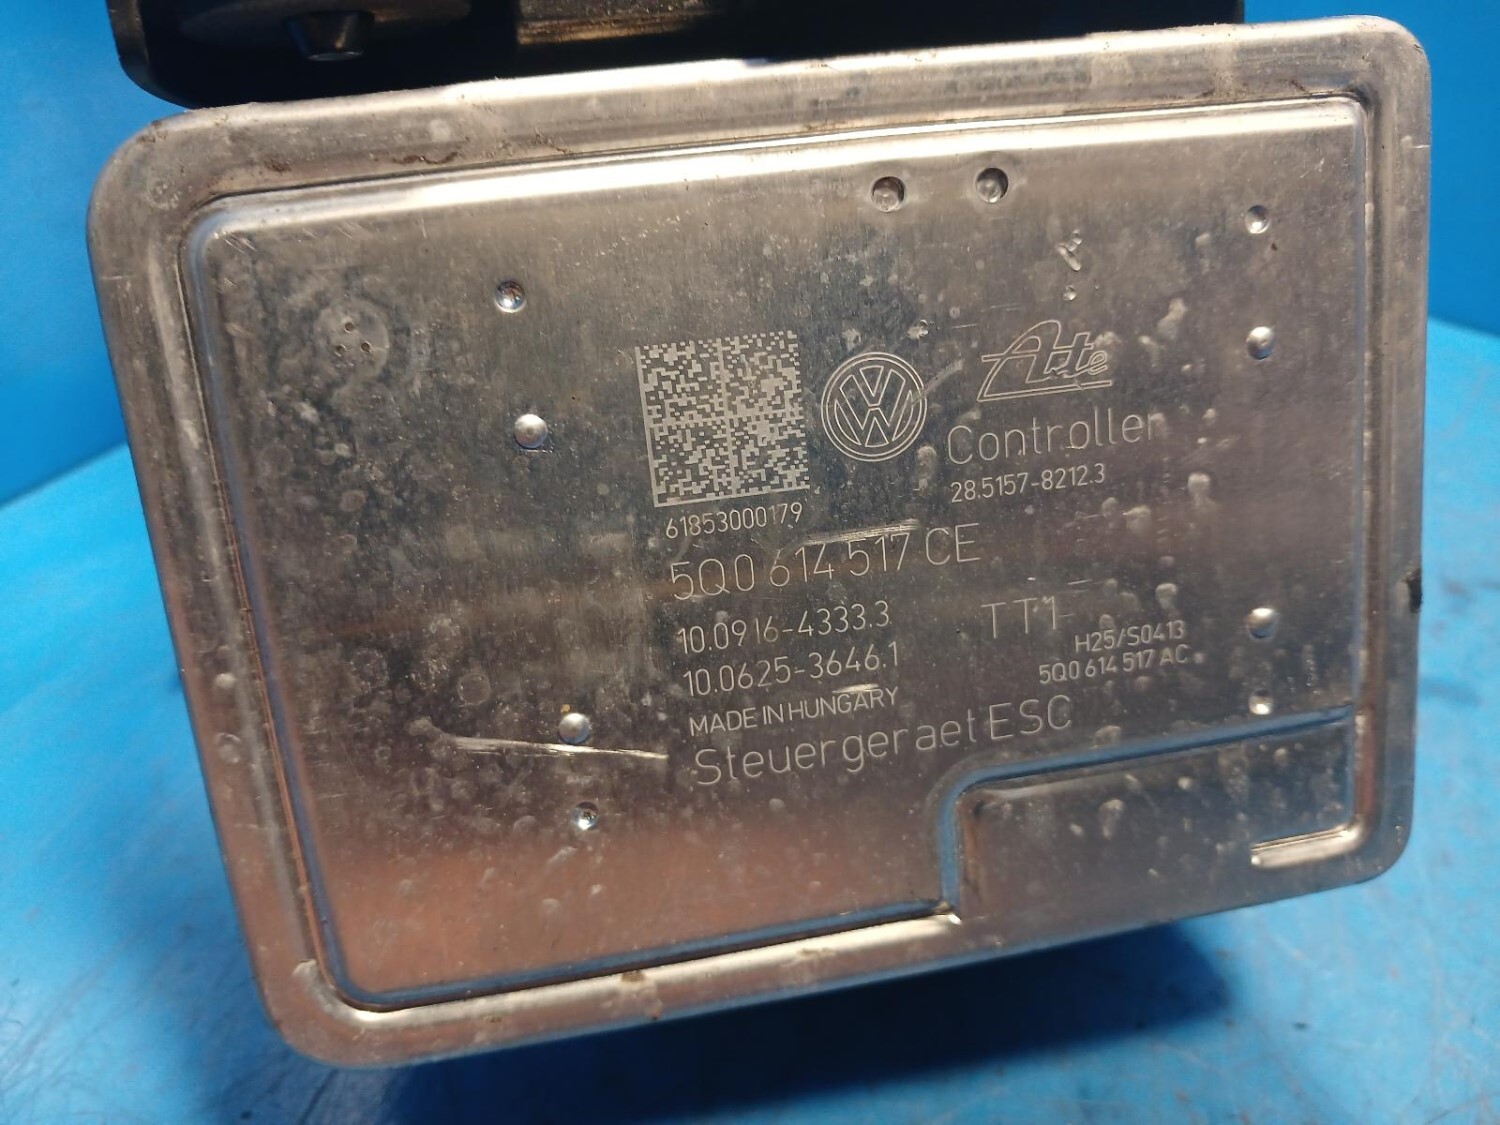 Ate
Controller
28.5157-8212.3
61853000179
5Q0 614 517 CE
10.0916-4333.3
TT1
H25/S0413
10.0625-3646.1
5Q0 614 517 AC
MADE IN HUNGARY
Steuergeraet ESC